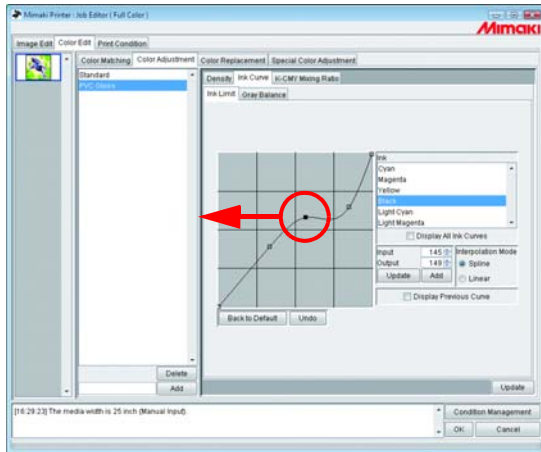 Mimaki Printer : Job Editor ( Full Color )
Mimaki
Image Edit Color Edit Print Condition
Color Matching Color Adjustment Color Replacement Special Color Adjustment
Standard
PVC Glossy
Density Ink Curve K-CMY Mixing Ratio
Ink Limit Gray Balance
Ink
Cyan
Magenta
Yellow
Black
Light Cyan
Light Magenta
Display All Ink Curves
Input 145
Output 149
Update Add
Interpolation Mode
Spline
Linear
Display Previous Curve
Back to Default Undo
Delete
Add
Update
[16:29:23] The media width is 25 inch (Manual Input).
Condition Management
OK Cancel